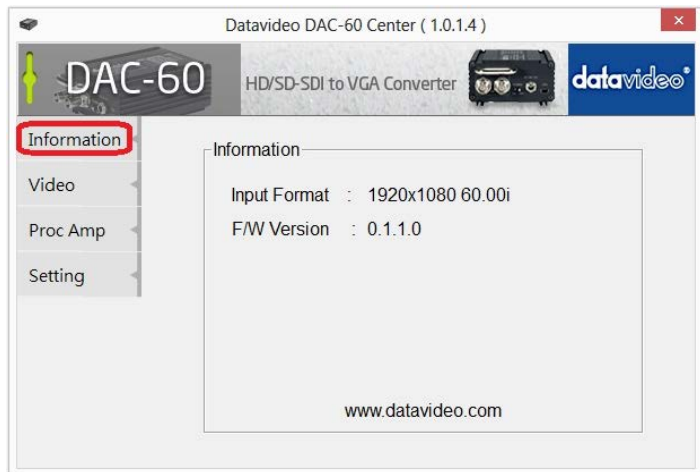 Datavideo DAC-60 Center ( 1.0.1.4 )
DAC-60
HD/SD-SDI to VGA Converter
datavideo®
Information
Video
Proc Amp
Setting
Information
Input Format : 1920x1080 60.00i
F/W Version : 0.1.1.0
www.datavideo.com